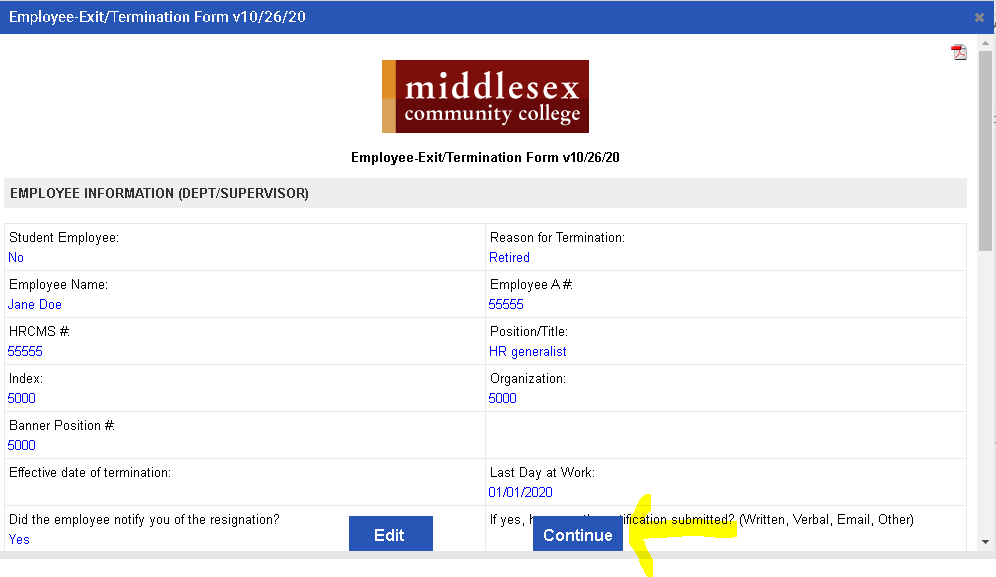 Employee-Exit/Termination Form v10/26/20
middlesex
community college
Employee-Exit/Termination Form v10/26/20
EMPLOYEE INFORMATION (DEPT/SUPERVISOR)
Student Employee:
No
Reason for Termination:
Retired
Employee Name:
Jane Doe
Employee A #:
55555
HRCMS #:
55555
Position/Title:
HR generalist
Index:
5000
Organization:
5000
Banner Position #:
5000
Effective date of termination:
Last Day at Work:
01/01/2020
Did the employee notify you of the resignation?
Yes
If yes, submitted? (Written, Verbal, Email, Other)
Edit
Continue